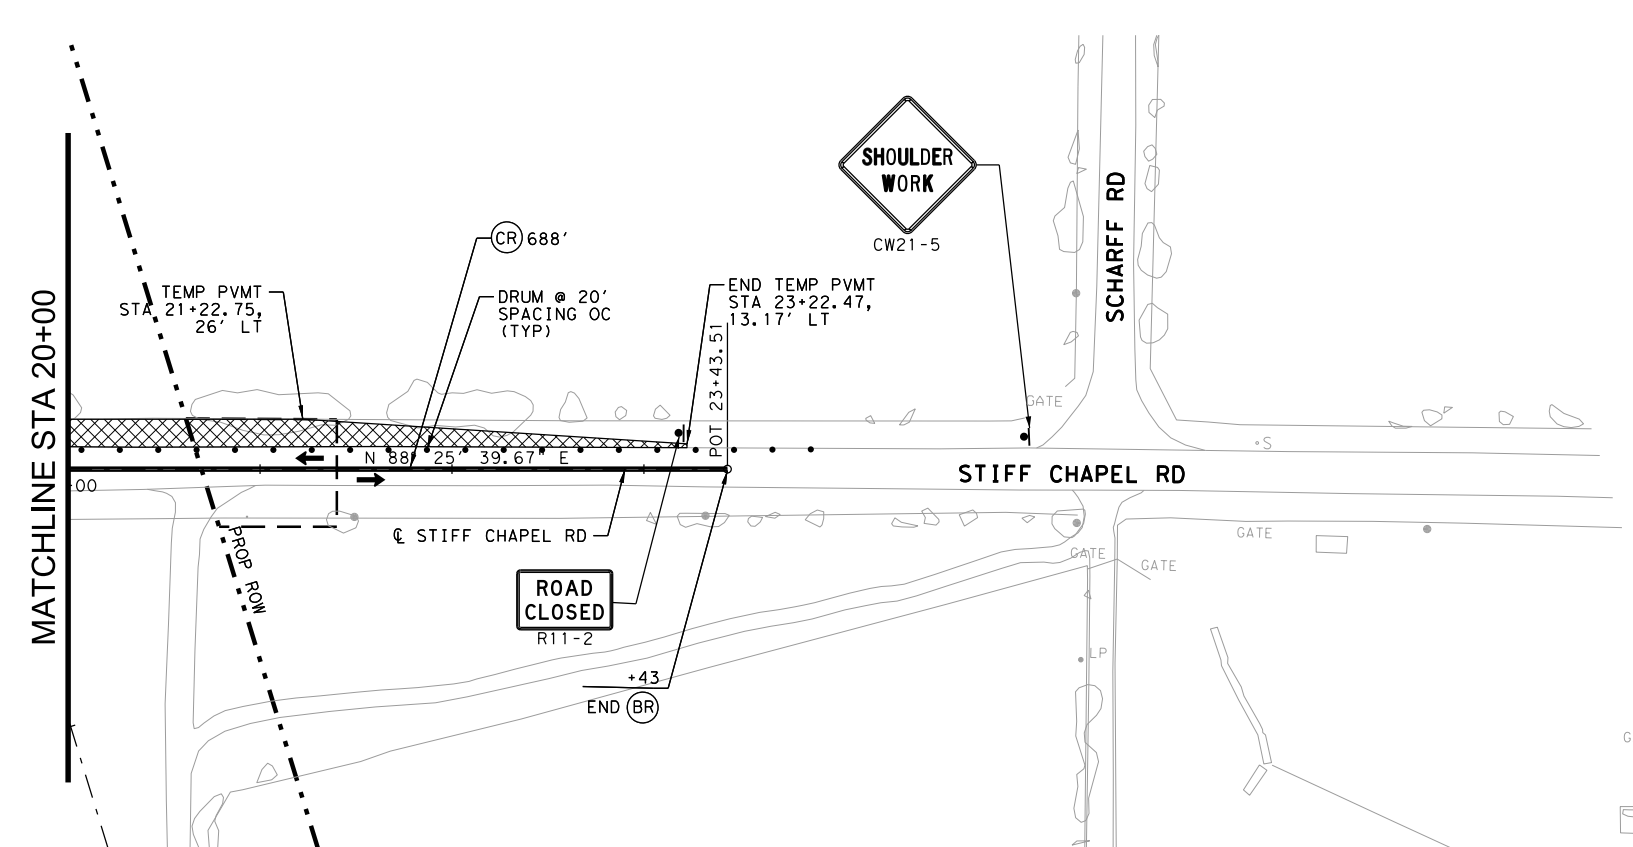 SHOULDER
WORK
CW21-5
SCHARFF RD
CR 688'
TEMP PVMT
STA 21+22.75,
26' LT
DRUM @ 20'
SPACING OC
(TYP)
END TEMP PVMT
STA 23+22.47,
13.17' LT
POT 23+43.51
MATCHLINE STA 20+00
GATE
S
N 88° 25' 39.67" E
STIFF CHAPEL RD
+00
℄ STIFF CHAPEL RD
PROP ROW
GATE
GATE
GATE
ROAD
CLOSED
R11-2
LP
+43
END BR
G